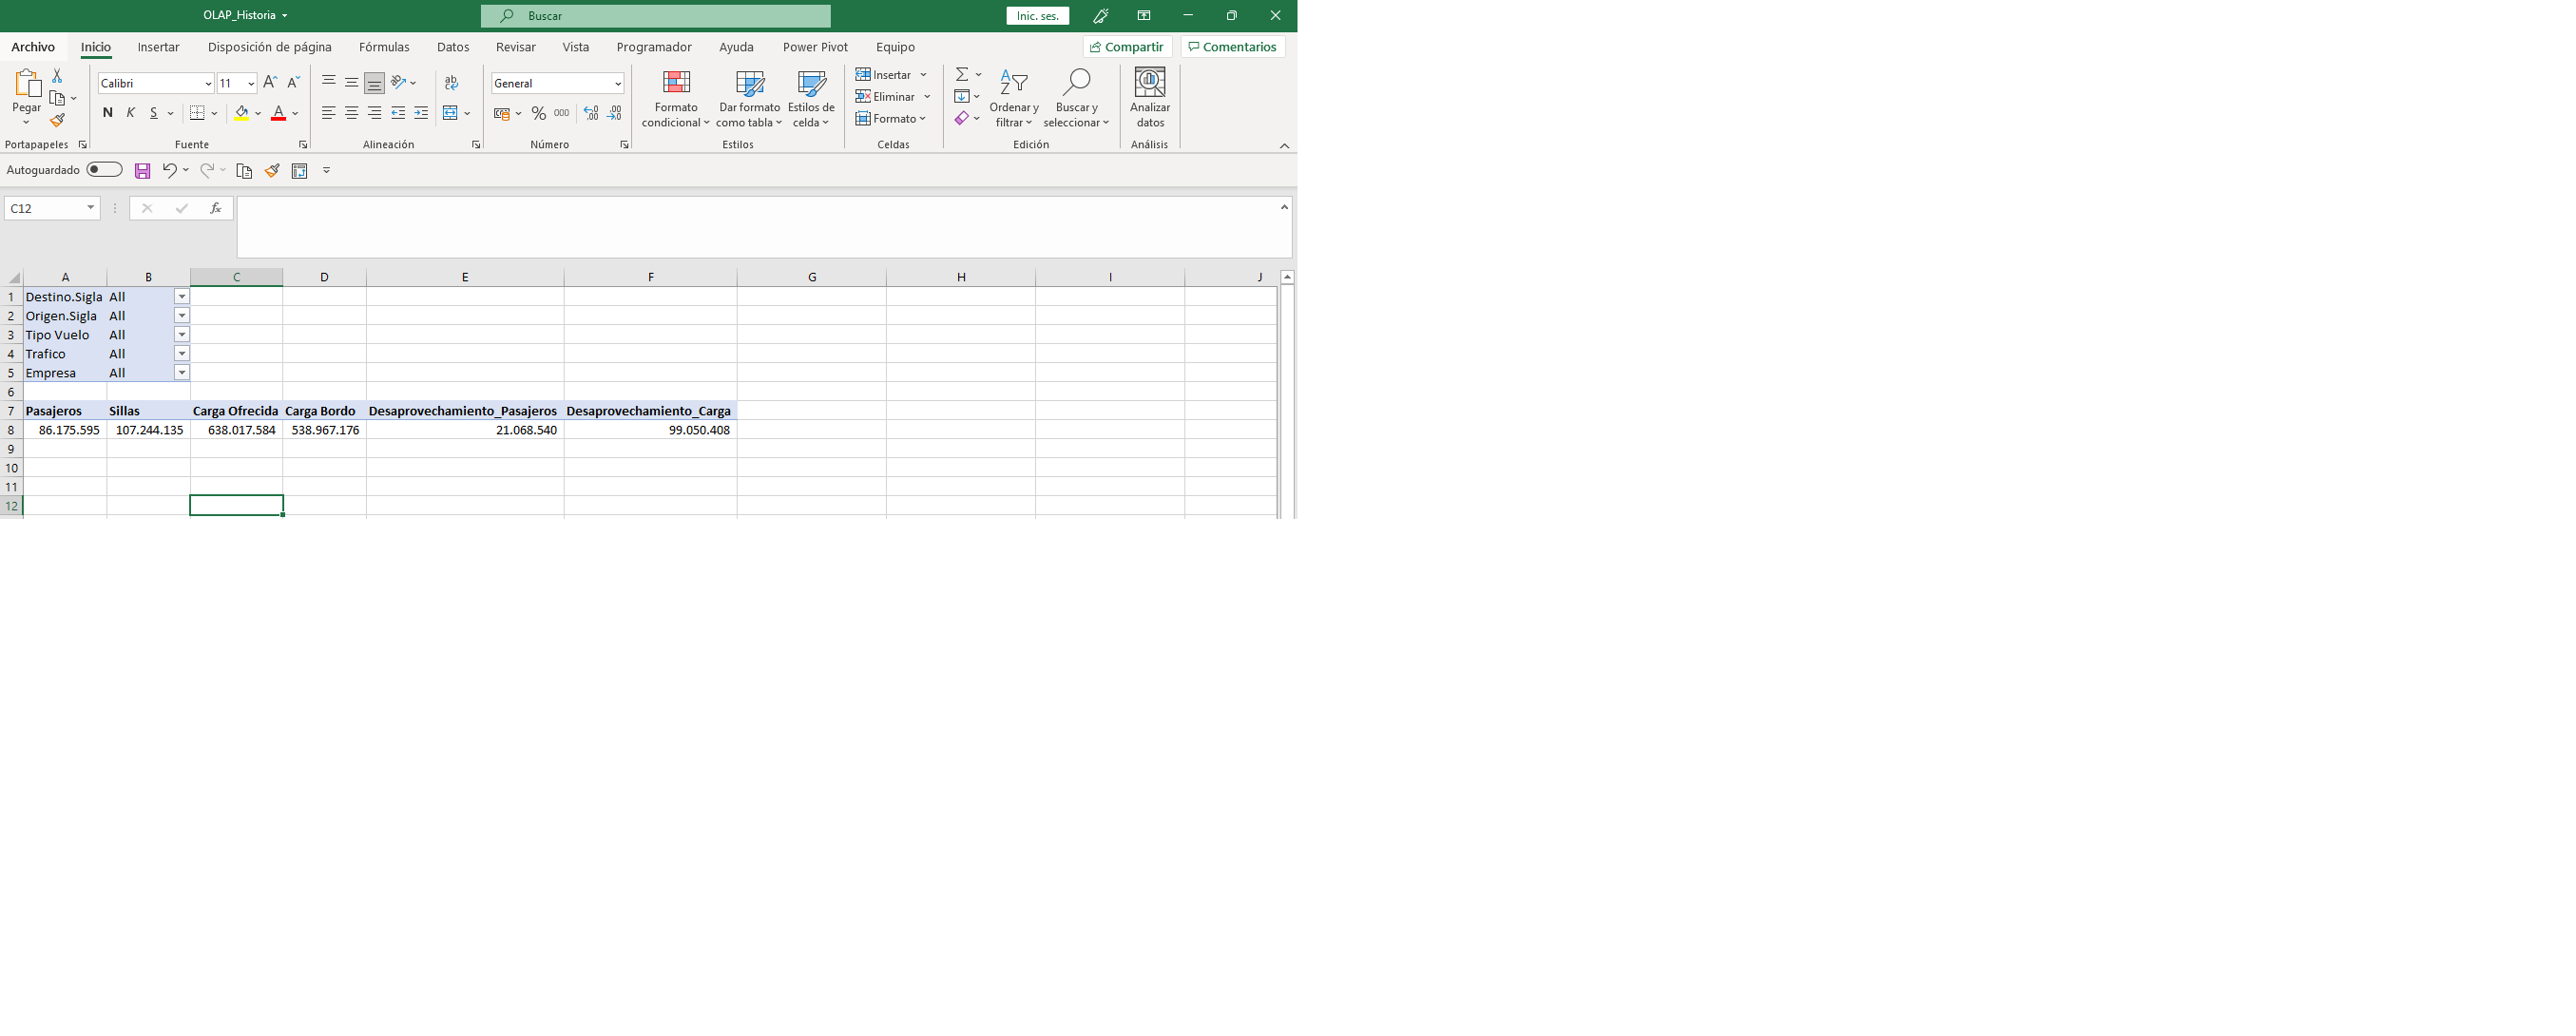 OLAP_Historia
Buscar
Inic. ses.
Archivo Inicio Insertar Disposición de página Fórmulas Datos Revisar Vista Programador Ayuda Power Pivot Equipo Compartir Comentarios
Pegar
Calibri 11 A A
N K S A
ab
General
% 000
Formato condicional
Dar formato como tabla
Estilos de celda
Insertar
Eliminar
Formato
Ordenar y filtrar
Buscar y seleccionar
Analizar datos
Portapapeles Fuente Alineación Número Estilos Celdas Edición Análisis
Autoguardado
C12 fx
A B C D E F G H I J
1 Destino.Sigla All
2 Origen.Sigla All
3 Tipo Vuelo All
4 Trafico All
5 Empresa All
6
7 Pasajeros Sillas Carga Ofrecida Carga Bordo Desaprovechamiento_Pasajeros Desaprovechamiento_Carga
8 86.175.595 107.244.135 638.017.584 538.967.176 21.068.540 99.050.408
9
10
11
12